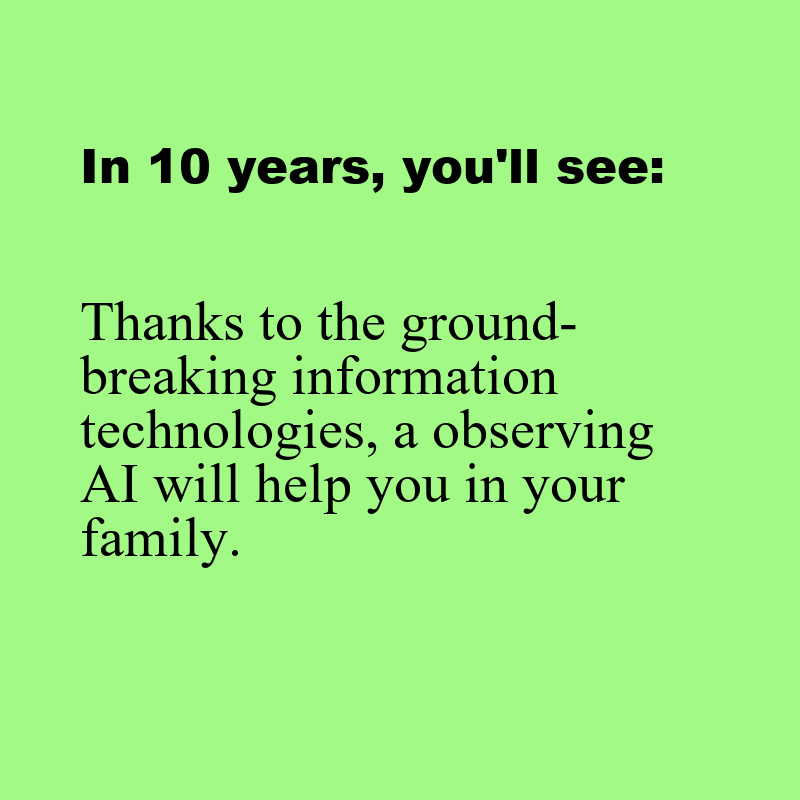 In 10 years, you'll see:
Thanks to the ground-
breaking information
technologies, a observing
AI will help you in your
family.